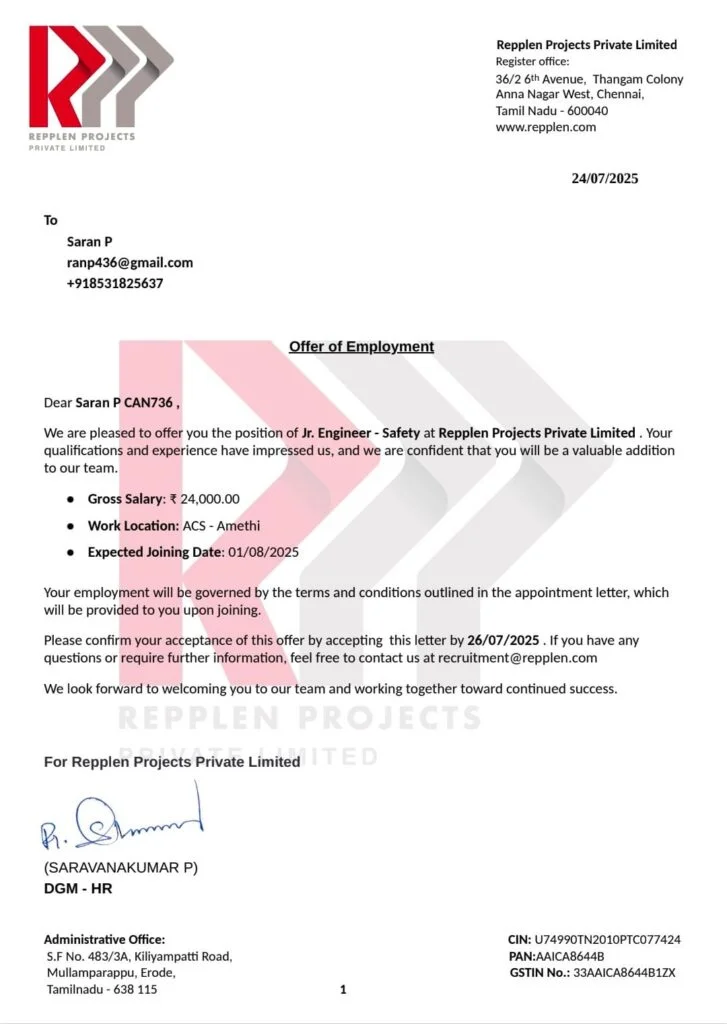 REPPLEN PROJECTS
PRIVATE LIMITED
Repplen Projects Private Limited
Register office:
36/2 6th Avenue, Thangam Colony
Anna Nagar West, Chennai,
Tamil Nadu - 600040
www.repplen.com
24/07/2025
To
Saran P
ranp436@gmail.com
+918531825637
Offer of Employment
Dear Saran P CAN736 ,
We are pleased to offer you the position of Jr. Engineer - Safety at Repplen Projects Private Limited . Your
qualifications and experience have impressed us, and we are confident that you will be a valuable addition
to our team.
● Gross Salary: ₹ 24,000.00
● Work Location: ACS - Amethi
● Expected Joining Date: 01/08/2025
Your employment will be governed by the terms and conditions outlined in the appointment letter, which
will be provided to you upon joining.
Please confirm your acceptance of this offer by accepting this letter by 26/07/2025 . If you have any
questions or require further information, feel free to contact us at recruitment@repplen.com
We look forward to welcoming you to our team and working together toward continued success.
REPPLEN PROJECTS
PRIVATE LIMITED
For Repplen Projects Private Limited
(SARAVANAKUMAR P)
DGM - HR
Administrative Office:
S.F No. 483/3A, Kiliyampatti Road,
Mullamparappu, Erode,
Tamilnadu - 638 115
1
CIN: U74990TN2010PTC077424
PAN:AAICA8644B
GSTIN No.: 33AAICA8644B1ZX